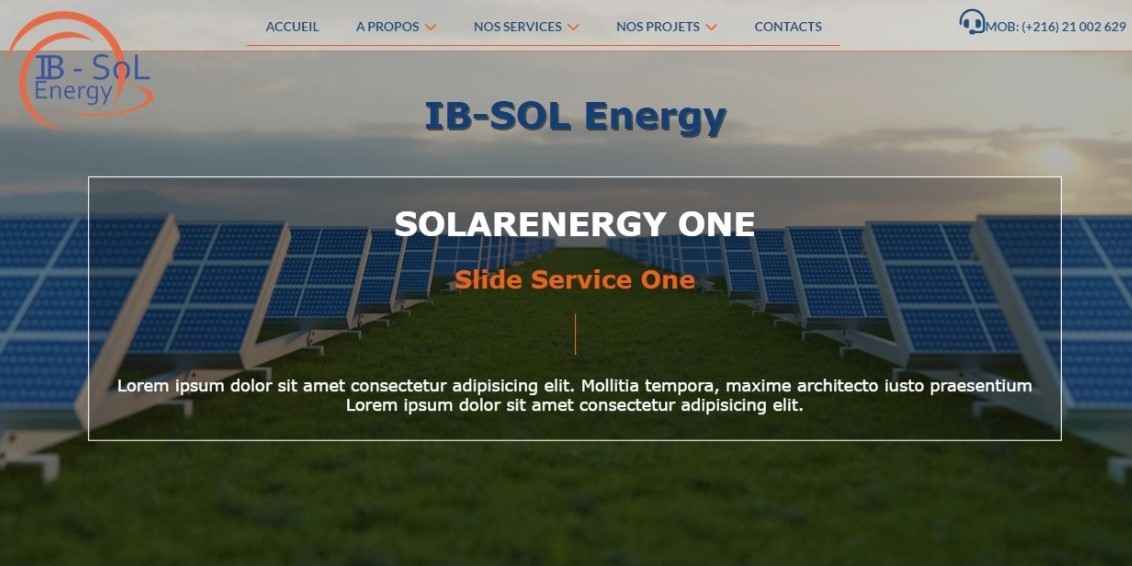 ACCUEIL A PROPOS NOS SERVICES NOS PROJETS CONTACTS MOB: (+216) 21 002 629
IB - SoL
Energy
IB-SOL Energy
SOLARENERGY ONE
Slide Service One
Lorem ipsum dolor sit amet consectetur adipisicing elit. Mollitia tempora, maxime architecto iusto praesentium
Lorem ipsum dolor sit amet consectetur adipisicing elit.